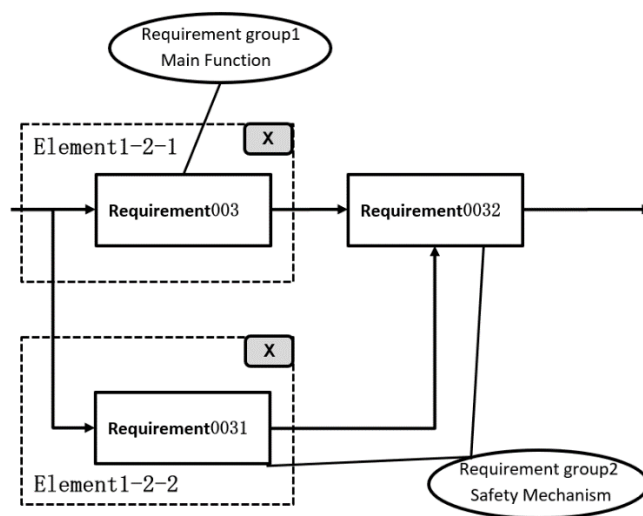 Requirement group1
Main Function
X
Element1-2-1
Requirement003
Requirement0032
X
Requirement0031
Element1-2-2
Requirement group2
Safety Mechanism